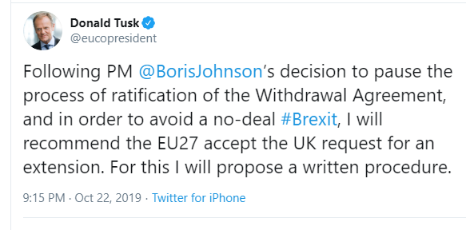 Donald Tusk
@eucopresident
Following PM @BorisJohnson's decision to pause the
process of ratification of the Withdrawal Agreement,
and in order to avoid a no-deal #Brexit, I will
recommend the EU27 accept the UK request for an
extension. For this I will propose a written procedure.
9:15 PM · Oct 22, 2019 · Twitter for iPhone